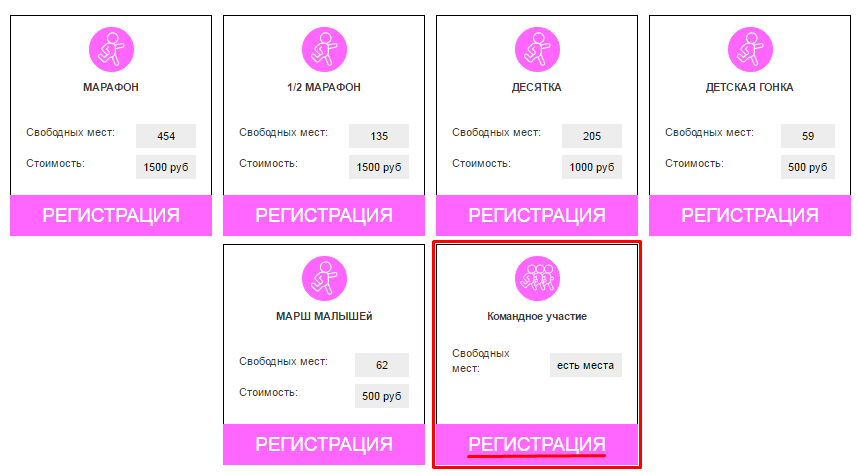 МАРАФОН
Свободных мест: 454
Стоимость: 1500 руб
РЕГИСТРАЦИЯ
1/2 МАРАФОН
Свободных мест: 135
Стоимость: 1500 руб
РЕГИСТРАЦИЯ
ДЕСЯТКА
Свободных мест: 205
Стоимость: 1000 руб
РЕГИСТРАЦИЯ
ДЕТСКАЯ ГОНКА
Свободных мест: 59
Стоимость: 500 руб
РЕГИСТРАЦИЯ
МАРШ МАЛЫШЕй
Свободных мест: 62
Стоимость: 500 руб
РЕГИСТРАЦИЯ
Командное участие
Свободных
мест:
есть места
РЕГИСТРАЦИЯ